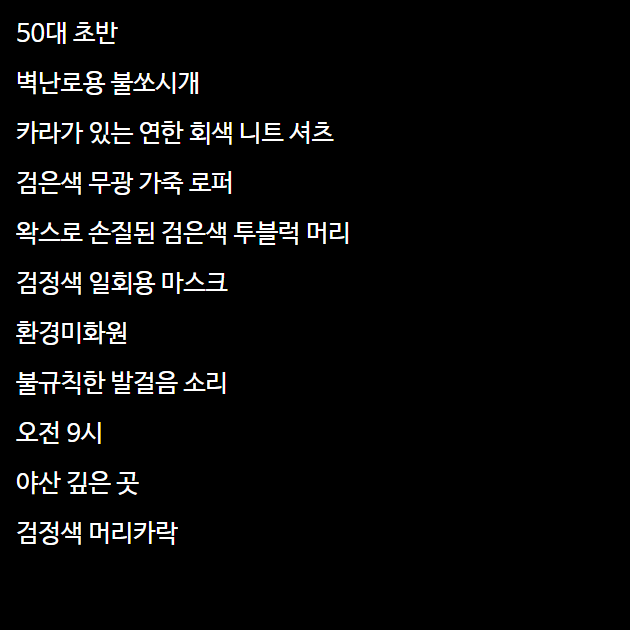 50대 초반
벽난로용 불쏘시개
카라가 있는 연한 회색 니트 셔츠
검은색 무광 가죽 로퍼
왁스로 손질된 검은색 투블럭 머리
검정색 일회용 마스크
환경미화원
불규칙한 발걸음 소리
오전 9시
야산 깊은 곳
검정색 머리카락